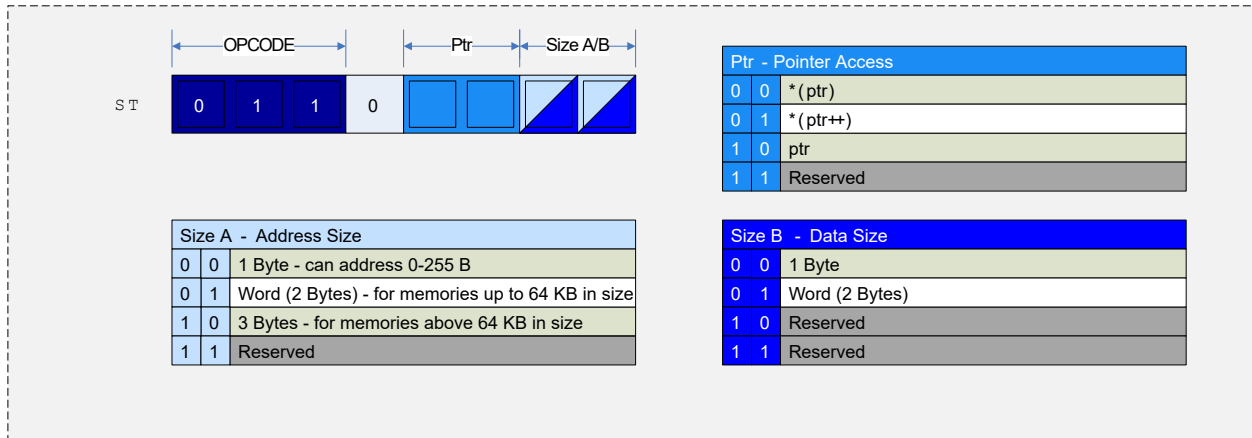 OPCODE Ptr Size A/B
ST 0 1 1 0
Ptr - Pointer Access
0 0 *(ptr)
0 1 *(ptr++)
1 0 ptr
1 1 Reserved
Size A - Address Size
0 0 1 Byte - can address 0-255 B
0 1 Word (2 Bytes) - for memories up to 64 KB in size
1 0 3 Bytes - for memories above 64 KB in size
1 1 Reserved
Size B - Data Size
0 0 1 Byte
0 1 Word (2 Bytes)
1 0 Reserved
1 1 Reserved